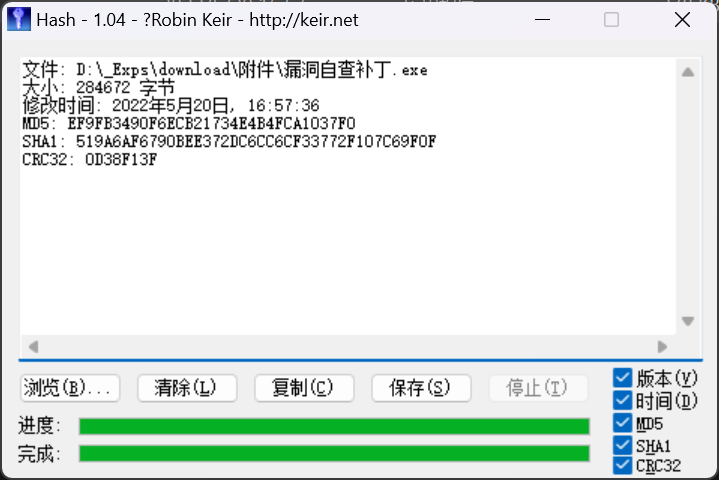 Hash - 1.04 - ?Robin Keir - http://keir.net
文件: D:\_Exps\download\附件\漏洞自查补丁.exe
大小: 284672 字节
修改时间: 2022年5月20日, 16:57:36
MD5: EF9FB3490F6ECB21734E4B4FCA1037F0
SHA1: 519A6AF6790BEE372DC6CC6CF33772F107C69F0F
CRC32: 0D38F13F
浏览(B)... 清除(L) 复制(C) 保存(S) 停止(T)
版本(V)
时间(D)
MD5
SHA1
CRC32
进度:
完成: